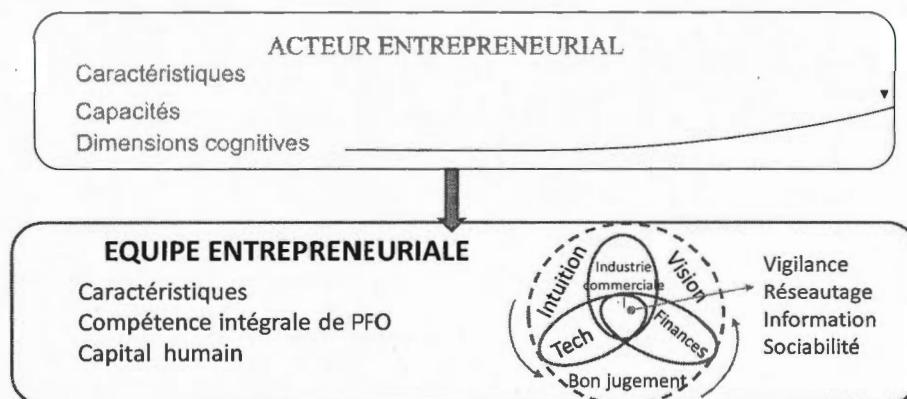 ACTEUR ENTREPRENEURIAL
Caractéristiques
Capacités
Dimensions cognitives
EQUIPE ENTREPRENEURIALE
Caractéristiques
Compétence intégrale de PFO
Capital humain
Intuition
Industrie
commerciale
Vision
Tech
Finances
Bon jugement
Vigilance
Réseautage
Information
Sociabilité